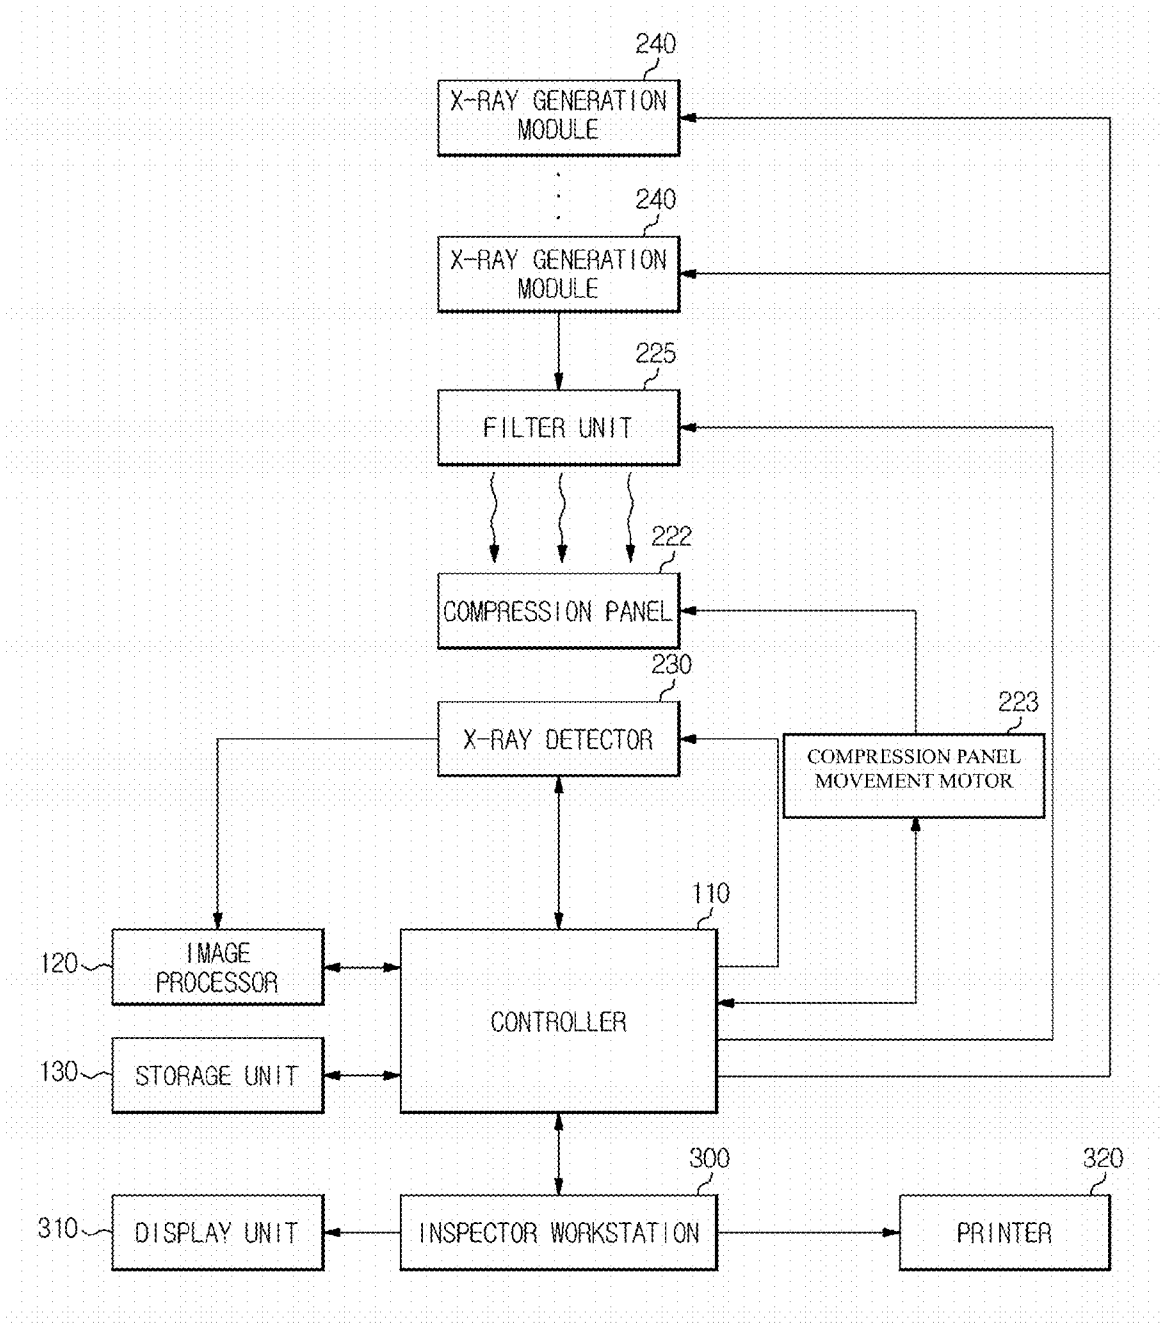 240
X-RAY GENERATION
MODULE
240
X-RAY GENERATION
MODULE
225
FILTER UNIT
222
COMPRESSION PANEL
230
X-RAY DETECTOR
223
COMPRESSION PANEL
MOVEMENT MOTOR
110
CONTROLLER
120
IMAGE
PROCESSOR
130
STORAGE UNIT
300
INSPECTOR WORKSTATION
310
DISPLAY UNIT
320
PRINTER